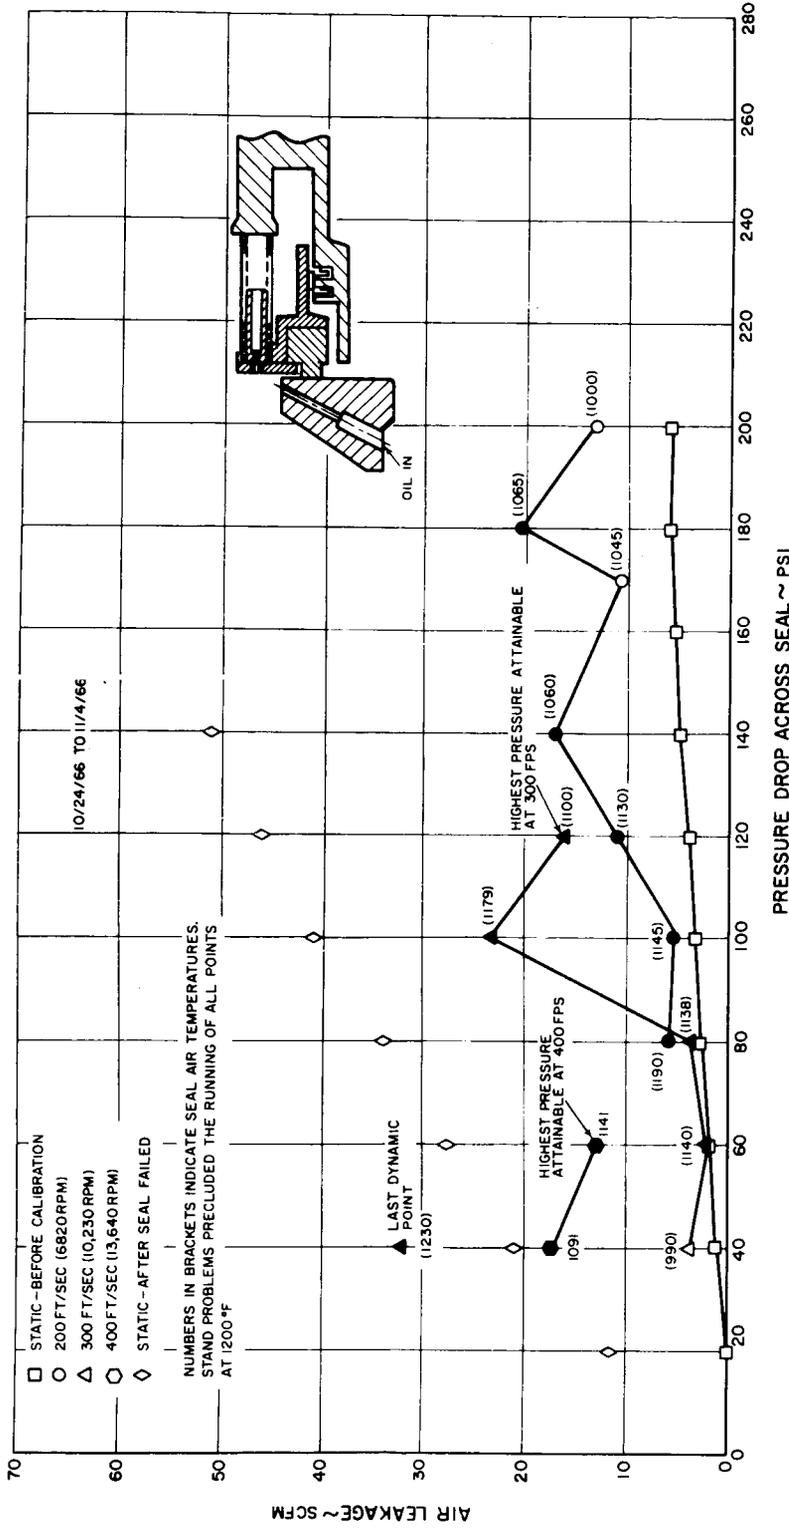 □ STATIC-BEFORE CALIBRATION
○ 200 FT/SEC (6820 RPM)
△ 300 FT/SEC (10,230 RPM)
⬡ 400 FT/SEC (13,640 RPM)
◇ STATIC-AFTER SEAL FAILED
NUMBERS IN BRACKETS INDICATE SEAL AIR TEMPERATURES.
STAND PROBLEMS PRECLUDED THE RUNNING OF ALL POINTS
AT 1200°F
10/24/66 TO 11/4/66
OIL IN
LAST DYNAMIC
POINT
(1230)
HIGHEST PRESSURE
ATTAINABLE AT 400 FPS
1091
1141
HIGHEST PRESSURE ATTAINABLE
AT 300 FPS
(1179)
(1100)
(990)
(1140)
(1138)
(1190)
(1145)
(1130)
(1060)
(1045)
(1065)
(1000)
AIR LEAKAGE~SCFM
70
60
50
40
30
20
10
0
0
20
40
60
80
100
120
140
160
180
200
220
240
260
280
PRESSURE DROP ACROSS SEAL~PSI